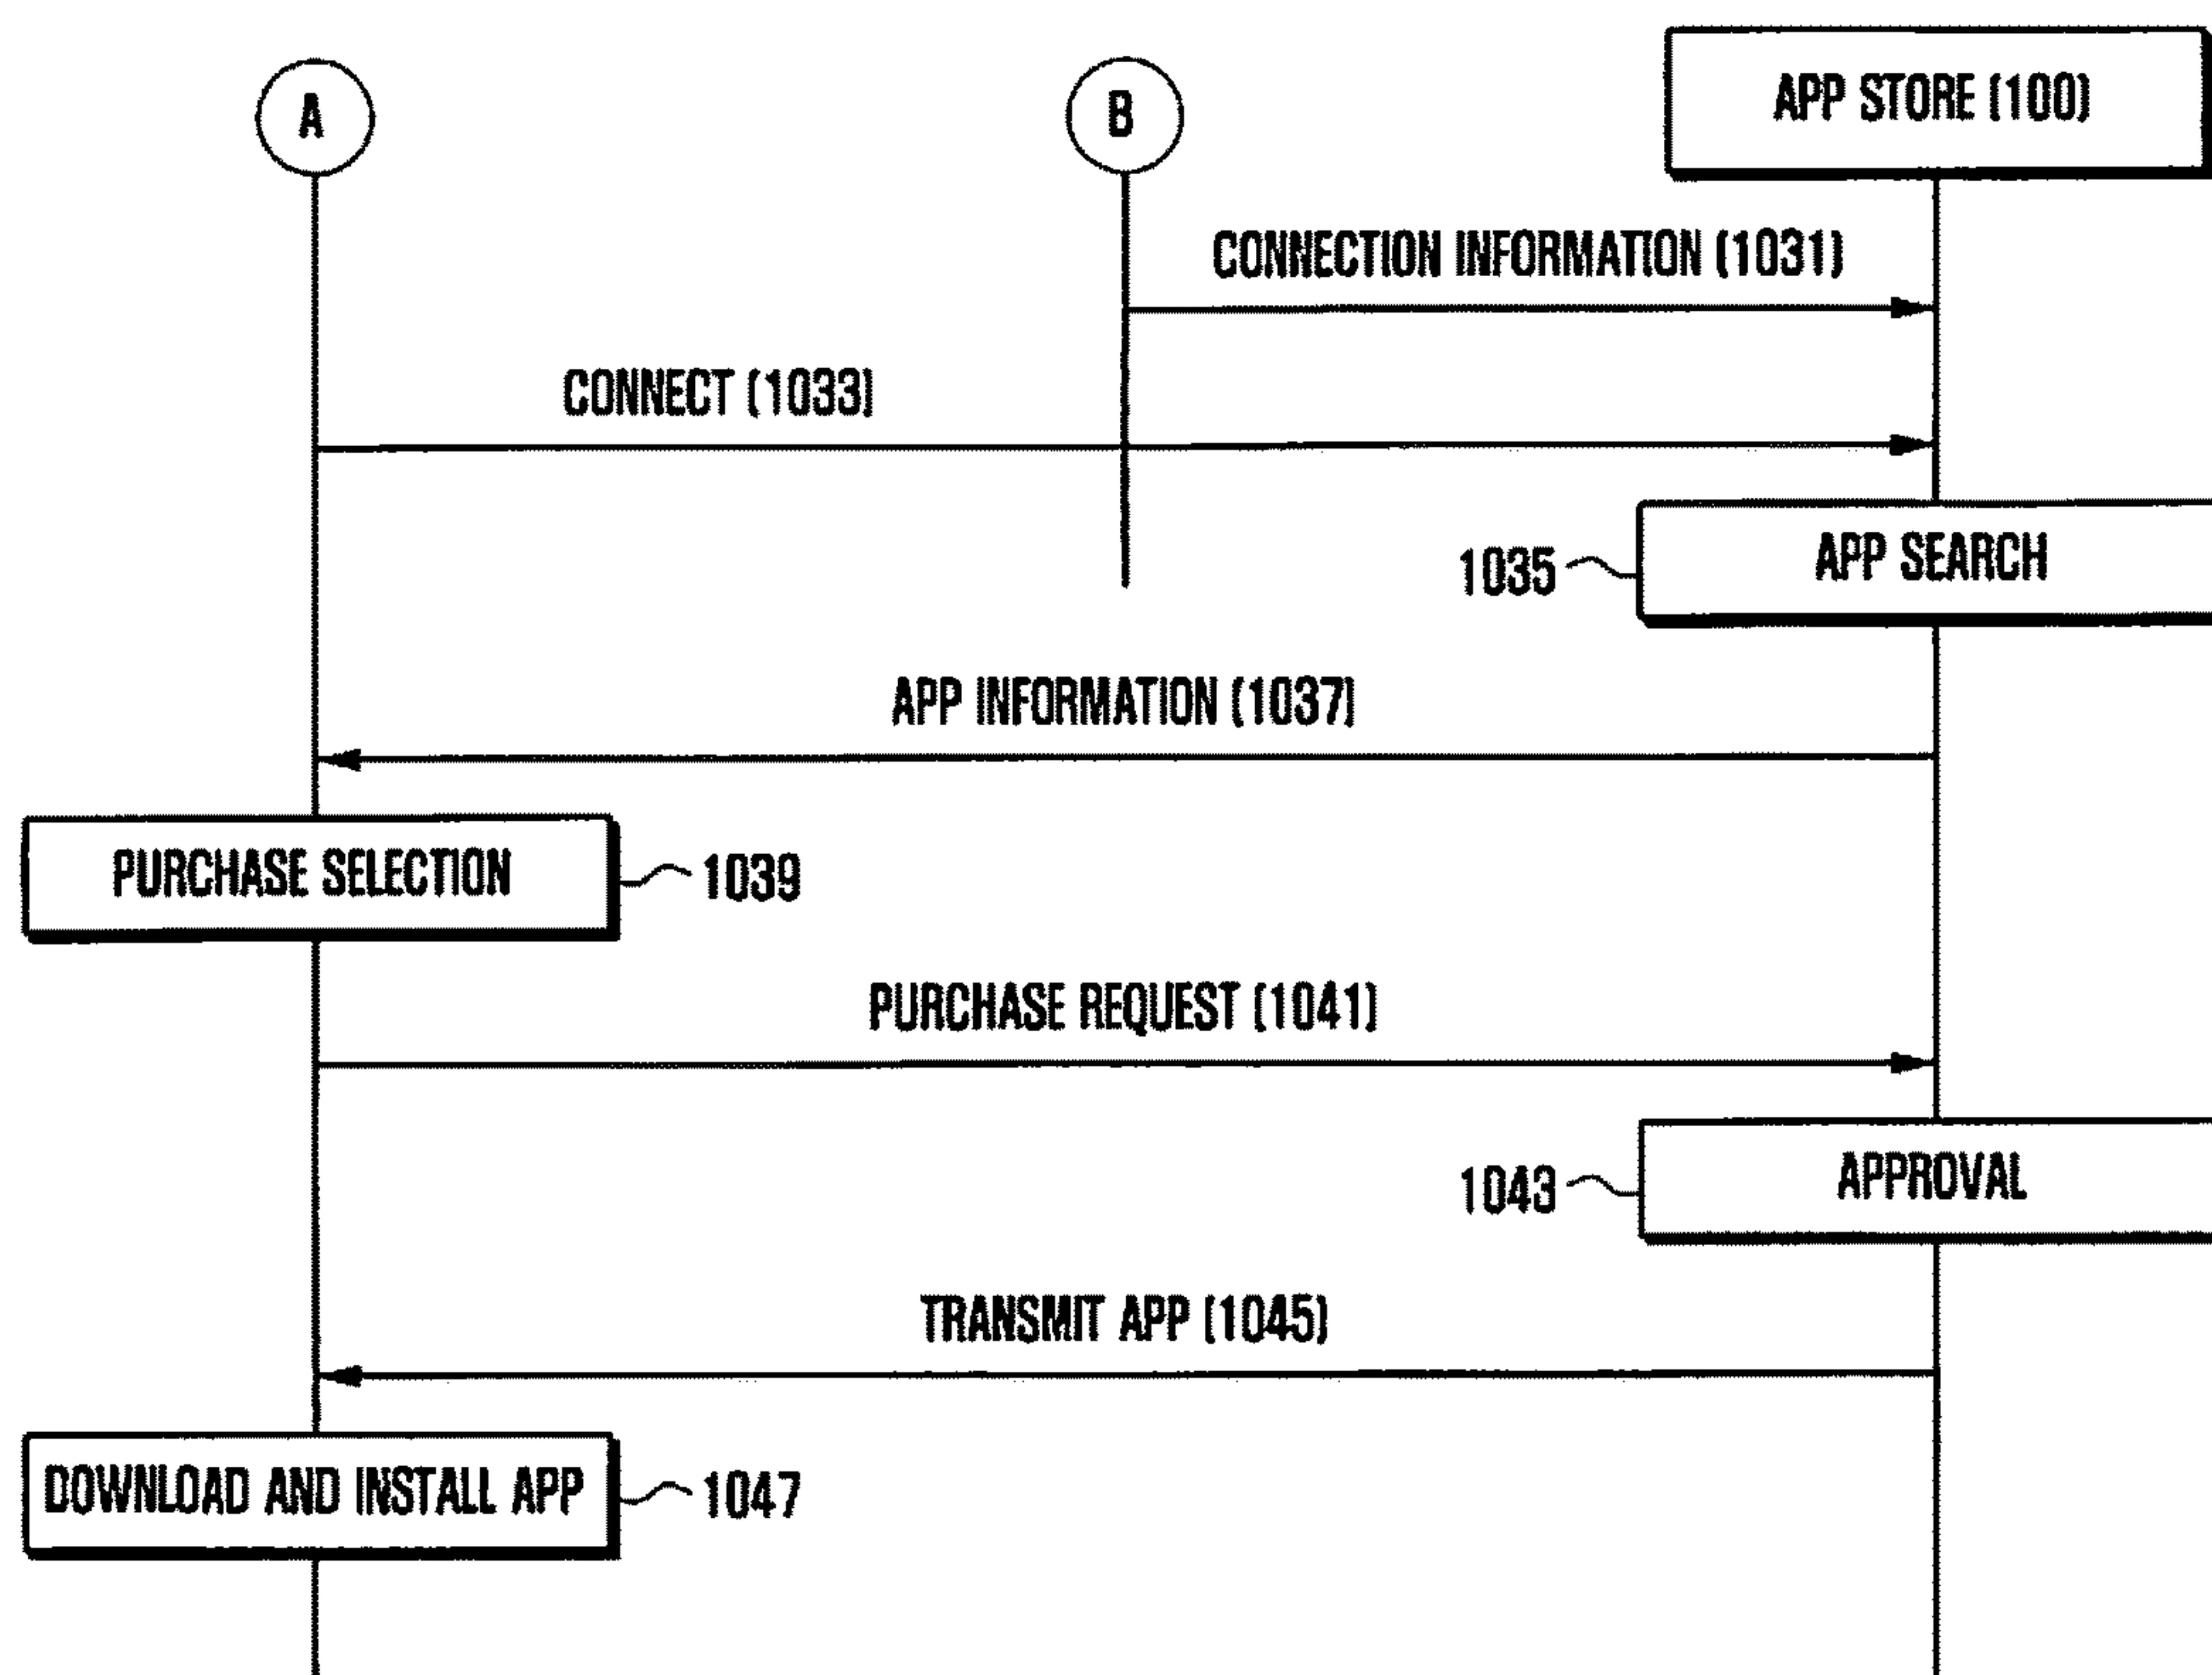 A
B
APP STORE (100)
CONNECTION INFORMATION (1031)
CONNECT (1033)
APP SEARCH
1035
APP INFORMATION (1037)
PURCHASE SELECTION
1039
PURCHASE REQUEST (1041)
APPROVAL
1043
TRANSMIT APP (1045)
DOWNLOAD AND INSTALL APP
1047